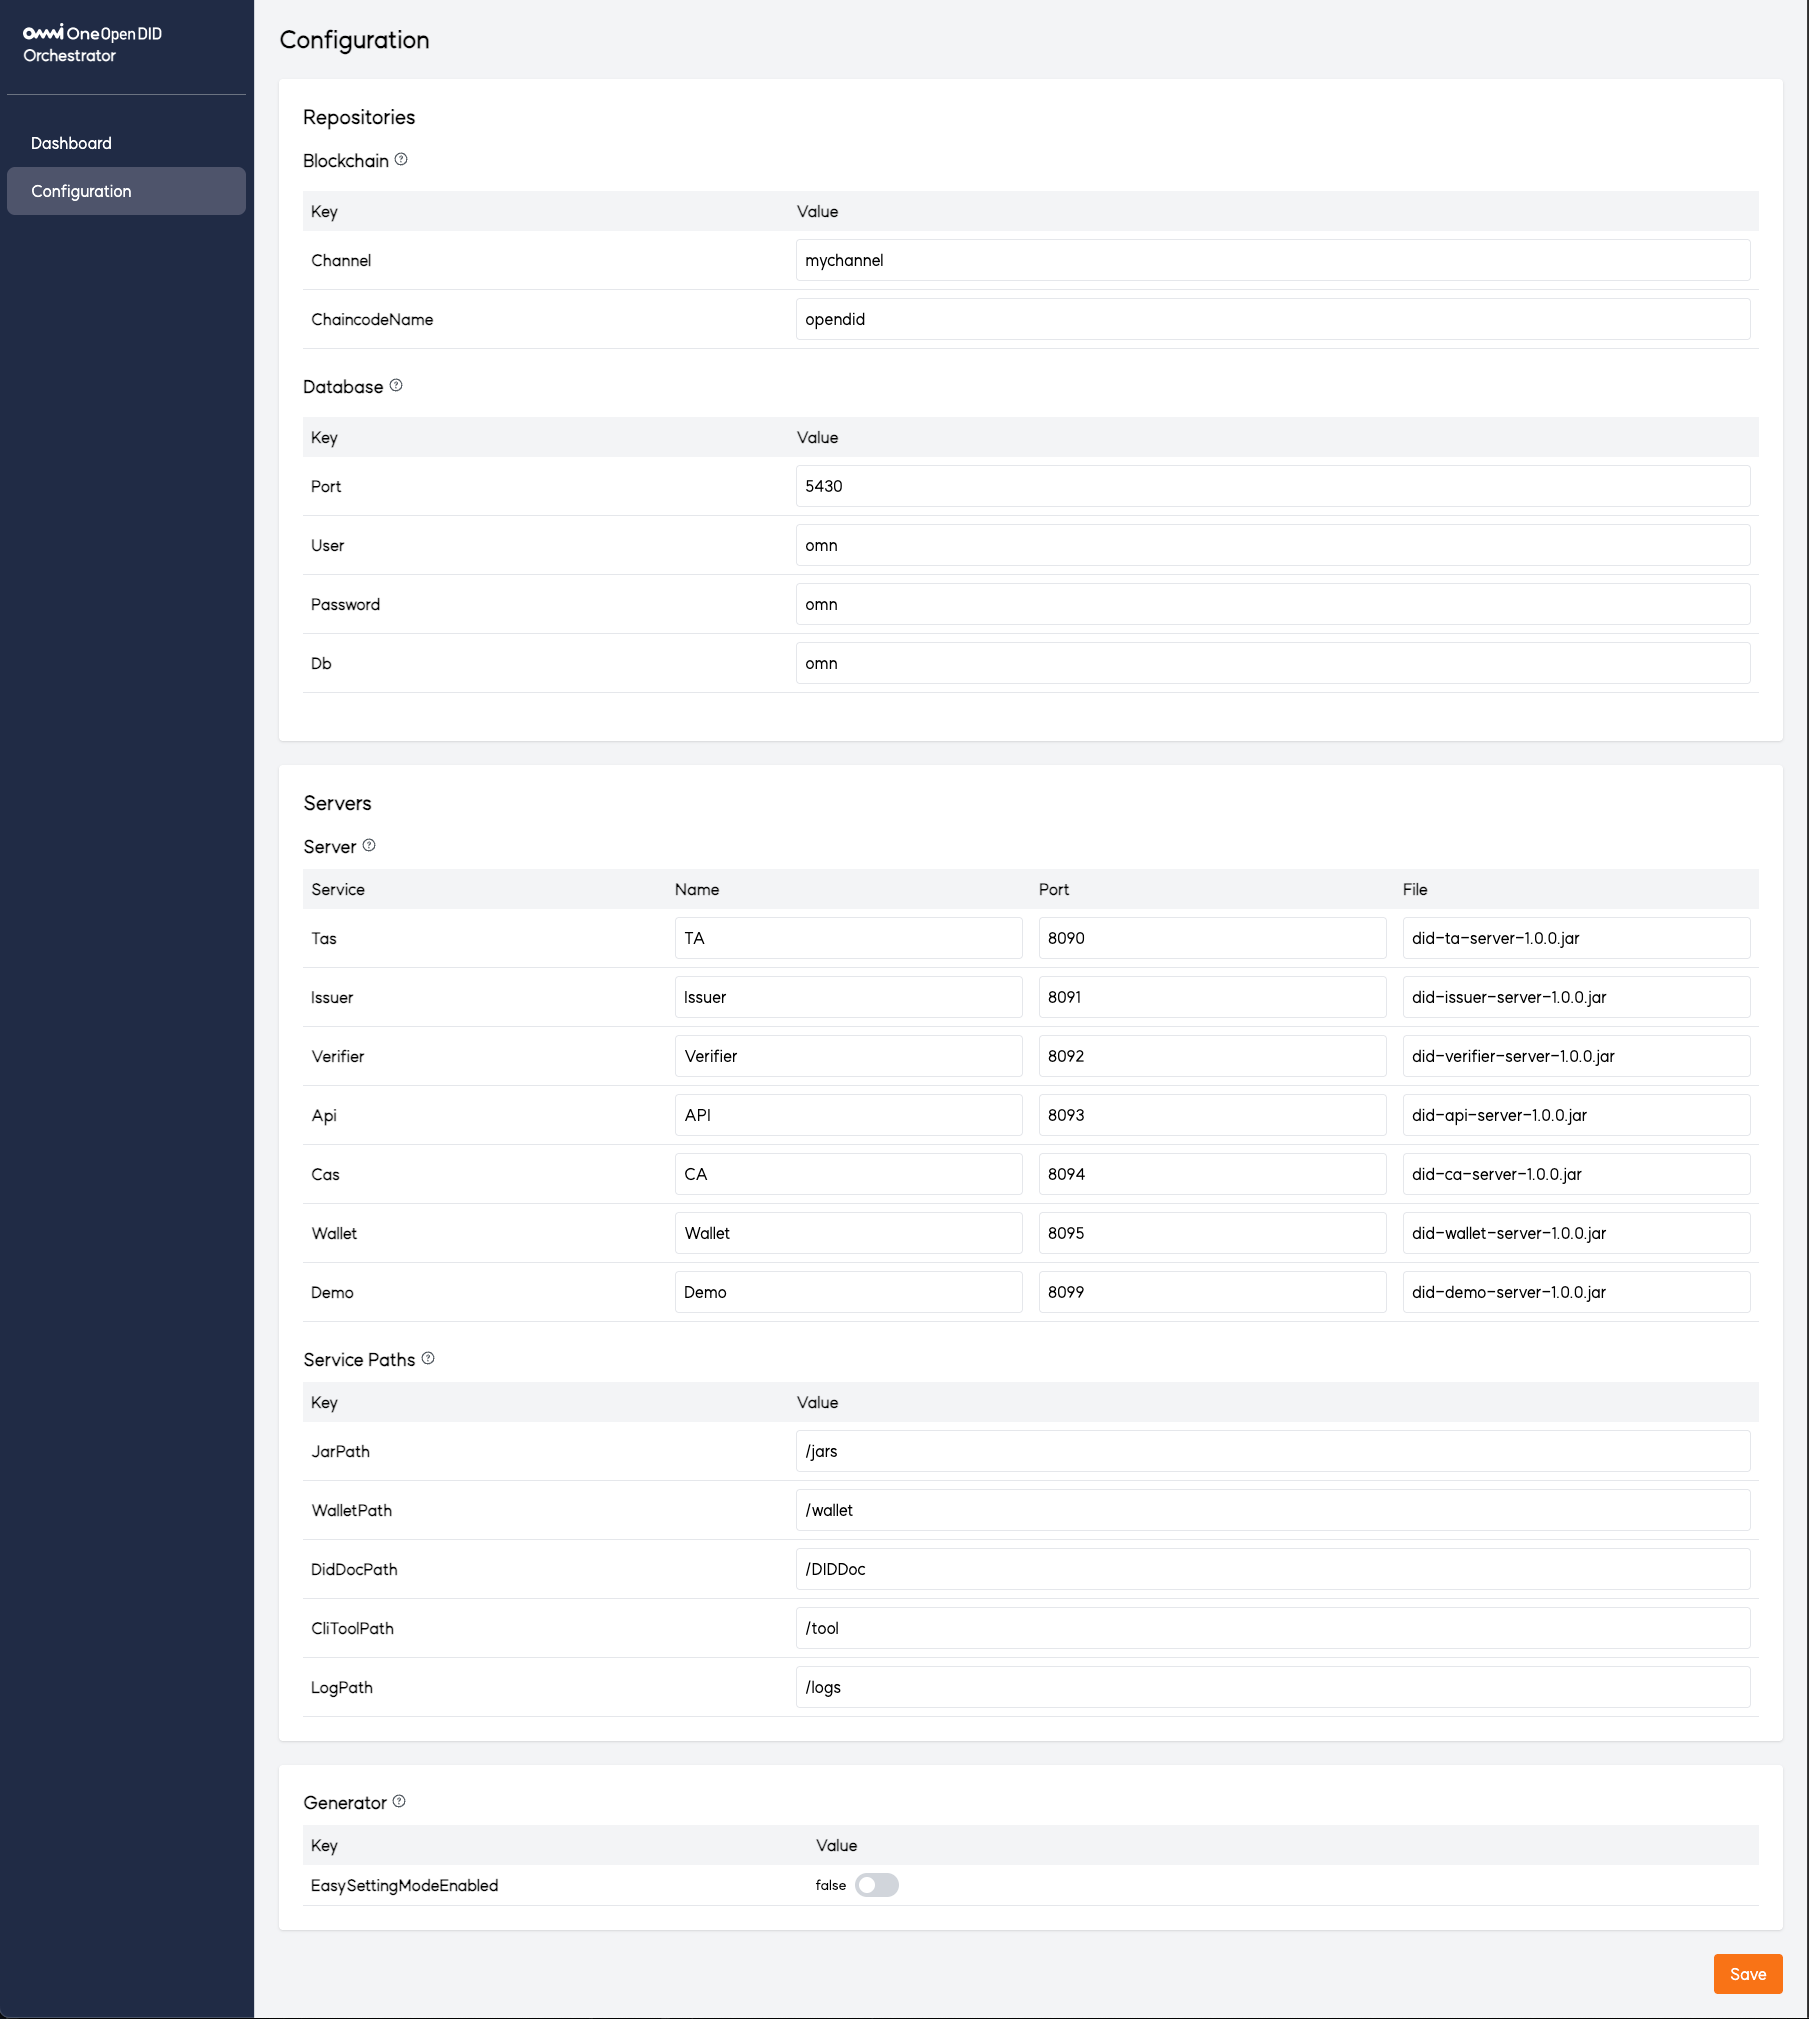 Omni One Open DID
Orchestrator
Dashboard
Configuration
Configuration
Repositories
Blockchain
Key Value
Channel mychannel
ChaincodeName opendid
Database
Key Value
Port 5430
User omn
Password omn
Db omn
Servers
Server
Service Name Port File
Tas TA 8090 did-ta-server-1.0.0.jar
Issuer Issuer 8091 did-issuer-server-1.0.0.jar
Verifier Verifier 8092 did-verifier-server-1.0.0.jar
Api API 8093 did-api-server-1.0.0.jar
Cas CA 8094 did-ca-server-1.0.0.jar
Wallet Wallet 8095 did-wallet-server-1.0.0.jar
Demo Demo 8099 did-demo-server-1.0.0.jar
Service Paths
Key Value
JarPath /jars
WalletPath /wallet
DidDocPath /DIDDoc
CliToolPath /tool
LogPath /logs
Generator
Key Value
EasySettingModeEnabled false
Save